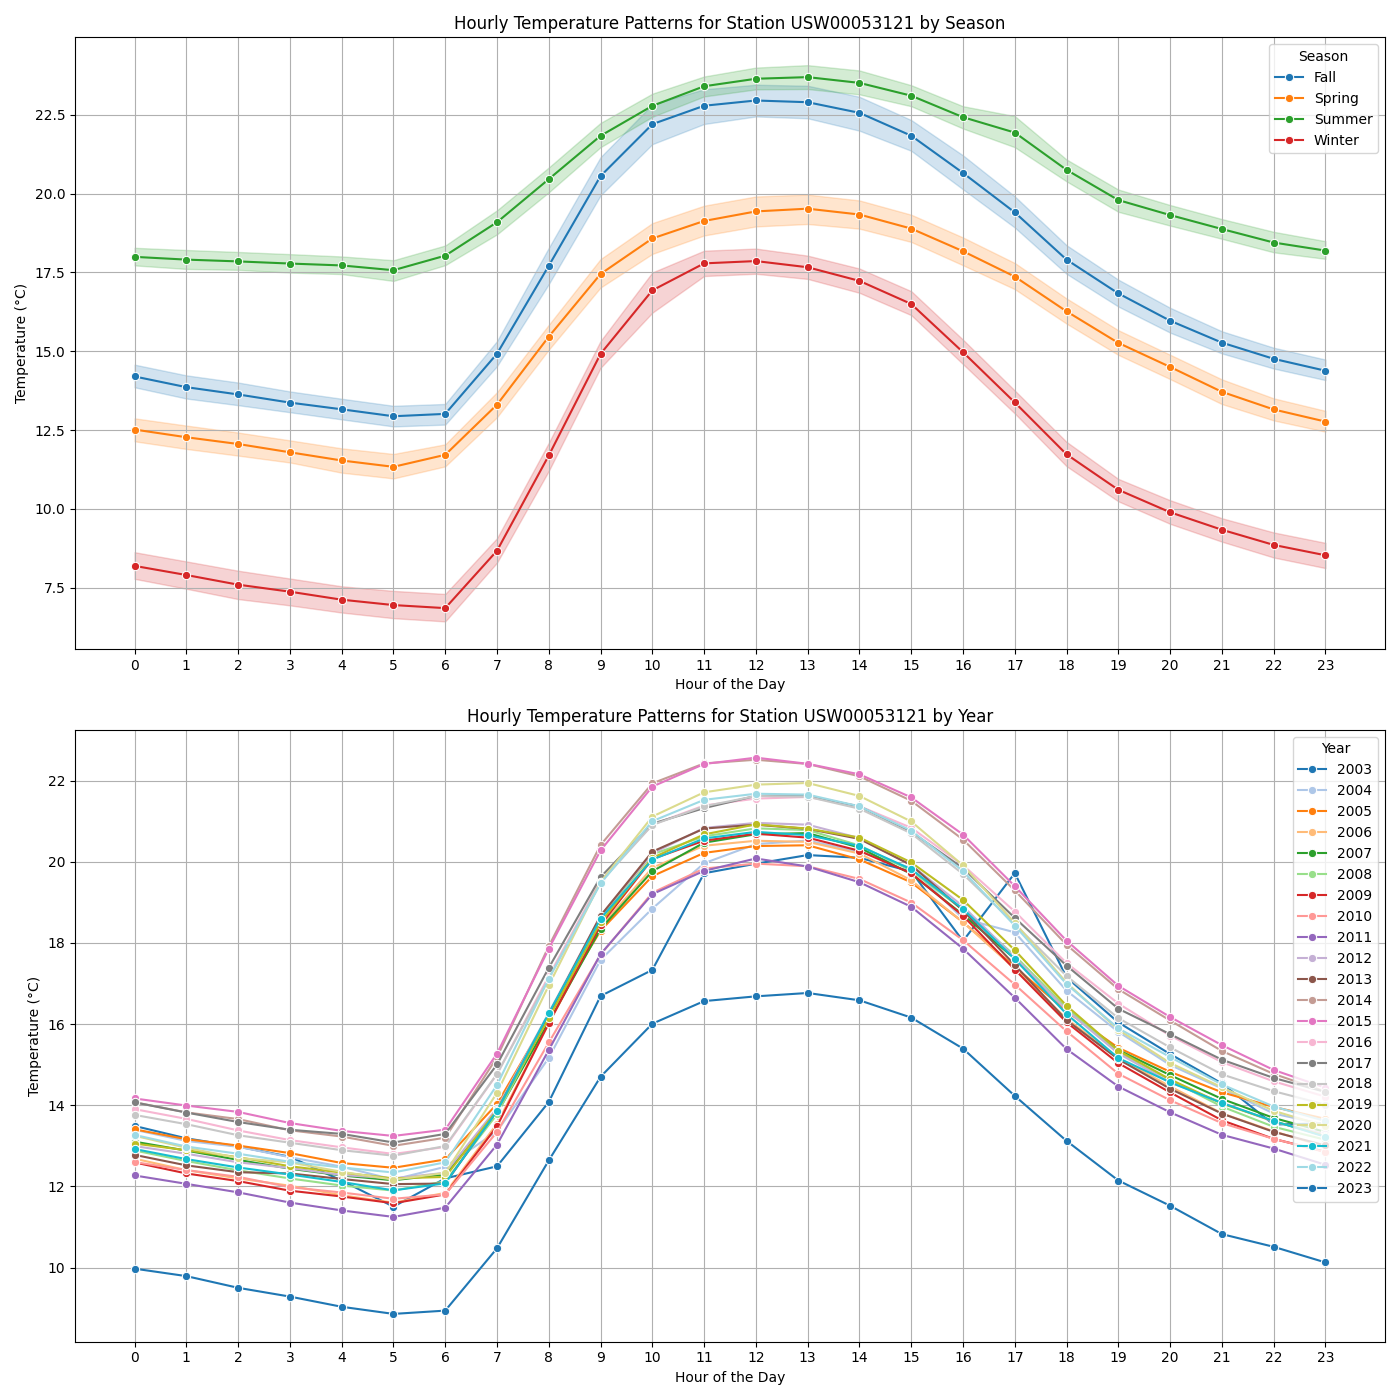 Hourly Temperature Patterns for Station USW00053121 by Season
Season
Fall
Spring
Summer
Winter
22.5
20.0
17.5
15.0
12.5
10.0
7.5
Temperature (°C)
0 1 2 3 4 5 6 7 8 9 10 11 12 13 14 15 16 17 18 19 20 21 22 23
Hour of the Day
Hourly Temperature Patterns for Station USW00053121 by Year
Year
2003
2004
2005
2006
2007
2008
2009
2010
2011
2012
2013
2014
2015
2016
2017
2018
2019
2020
2021
2022
2023
22
20
18
16
14
12
10
Temperature (°C)
0 1 2 3 4 5 6 7 8 9 10 11 12 13 14 15 16 17 18 19 20 21 22 23
Hour of the Day